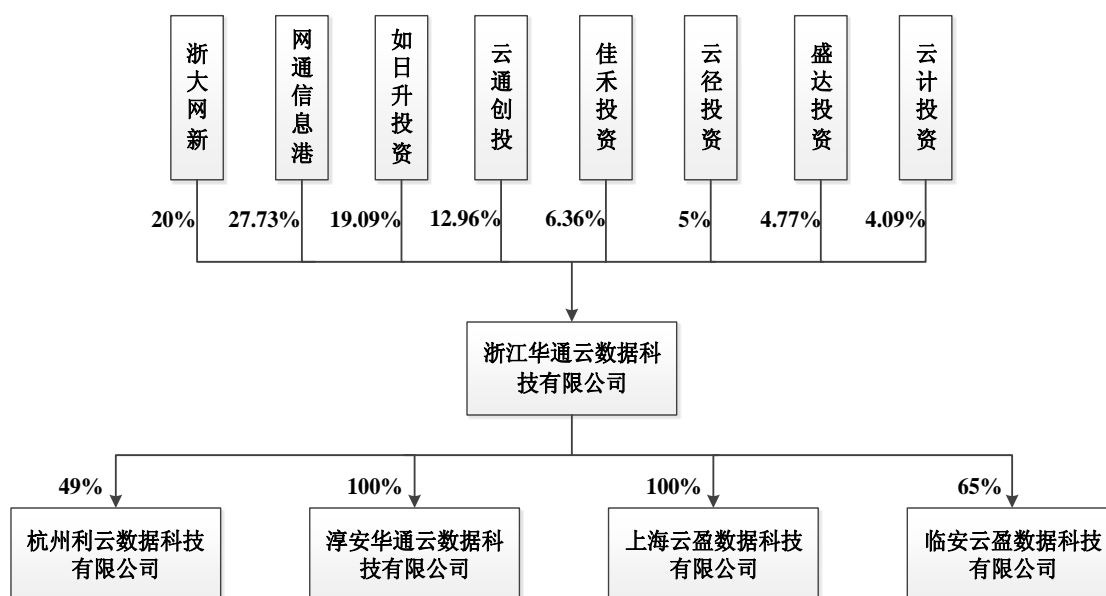 浙大网新
网通信息港
如日升投资
云通创投
佳禾投资
云径投资
盛达投资
云计投资
20%
27.73%
19.09%
12.96%
6.36%
5%
4.77%
4.09%
浙江华通云数据科
技有限公司
49%
100%
100%
65%
杭州利云数据科技
有限公司
淳安华通云数据科
技有限公司
上海云盈数据科技
有限公司
临安云盈数据科技
有限公司